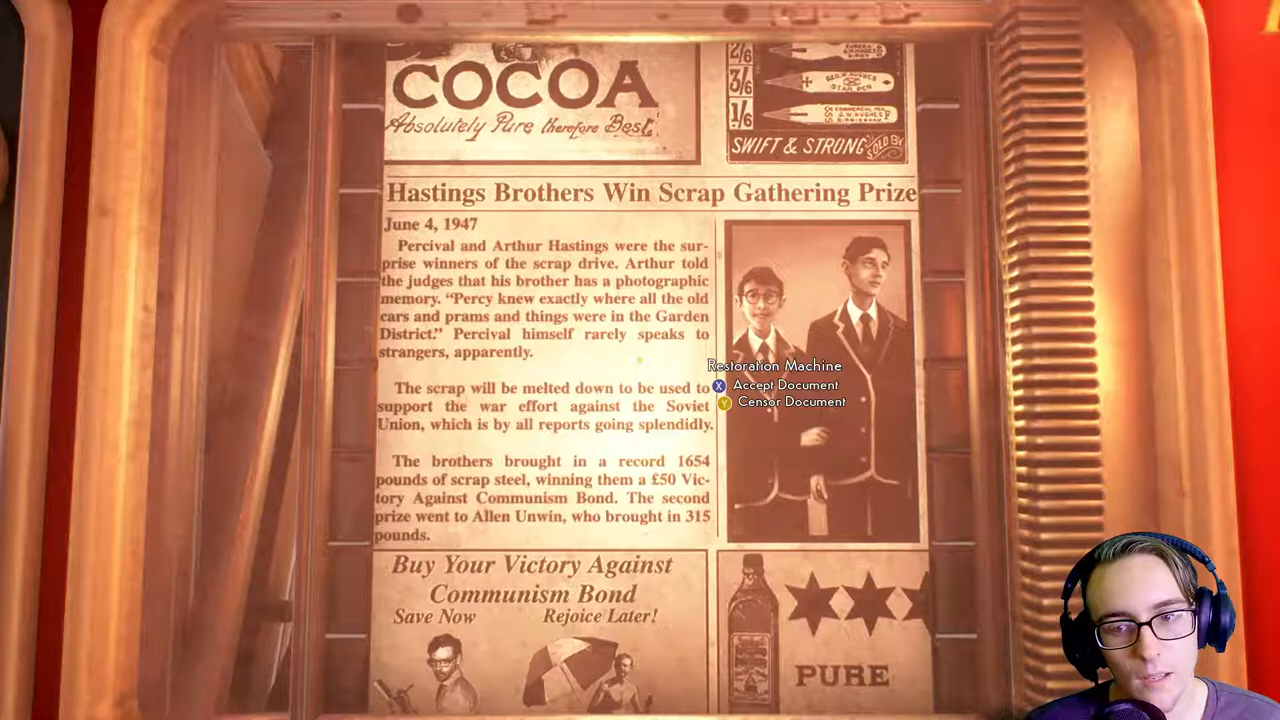 COCOA
Absolutely Pure therefore Best.
2/6
3/6
1/6
SWIFT & STRONG
SOLD BY
Hastings Brothers Win Scrap Gathering Prize
June 4, 1947
Percival and Arthur Hastings were the sur-
prise winners of the scrap drive. Arthur told
the judges that his brother has a photographic
memory. “Percy knew exactly where all the old
cars and prams and things were in the Garden
District.” Percival himself rarely speaks to
strangers, apparently.
The scrap will be melted down to be used to
support the war effort against the Soviet
Union, which is by all reports going splendidly.
The brothers brought in a record 1654
pounds of scrap steel, winning them a £50 Vic-
tory Against Communism Bond. The second
prize went to Allen Unwin, who brought in 315
pounds.
Restoration Machine
X Accept Document
Y Censor Document
Buy Your Victory Against
Communism Bond
Save Now Rejoice Later!
PURE